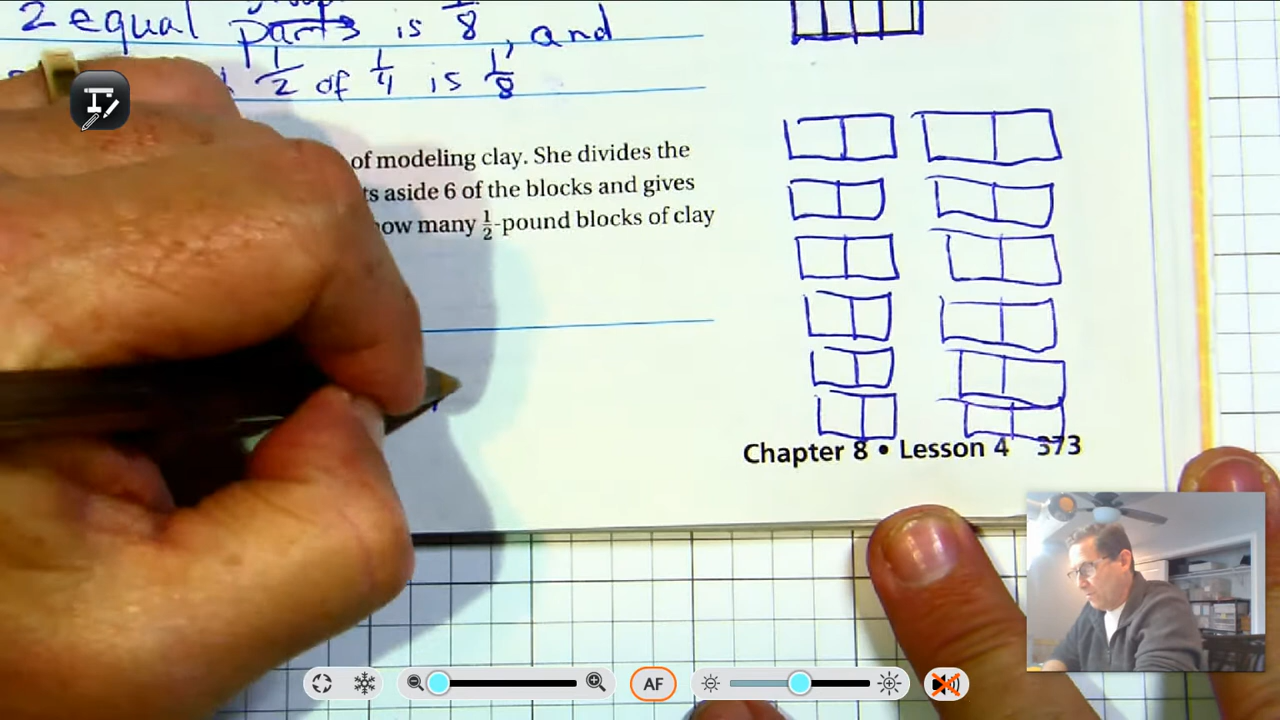 2 equal parts is 1/8, and
1/2 of 1/4 is 1/8
of modeling clay. She divides the
aside 6 of the blocks and gives
many 1/2-pound blocks of clay
Chapter 8 • Lesson 4 373
AF